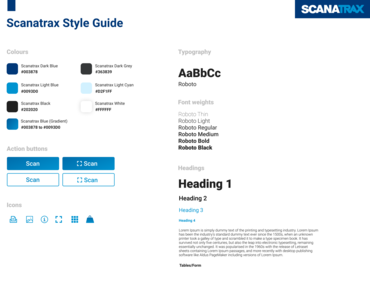 SCANATRAX
Scanatrax Style Guide
Colours
Scanatrax Dark Blue
#003878
Scanatrax Dark Grey
#363839
Scanatrax Light Blue
#0093D0
Scanatrax Light Cyan
#D2F1FF
Scanatrax Black
#202020
Scanatrax White
#FFFFFF
Scanatrax Blue (Gradient)
#003878 to #0093D0
Action buttons
Scan
Scan
Scan
Scan
Icons
Typography
AaBbCc
Roboto
Font weights
Roboto Thin
Roboto Light
Roboto Regular
Roboto Medium
Roboto Bold
Roboto Black
Headings
Heading 1
Heading 2
Heading 3
Heading 4
Lorem Ipsum is simply dummy text of the printing and typesetting industry. Lorem Ipsum
has been the industry's standard dummy text ever since the 1500s, when an unknown
printer took a galley of type and scrambled it to make a type specimen book. It has
survived not only five centuries, but also the leap into electronic typesetting, remaining
essentially unchanged. It was popularised in the 1960s with the release of Letraset
sheets containing Lorem Ipsum passages, and more recently with desktop publishing
software like Aldus PageMaker including versions of Lorem Ipsum.
Tables/Form